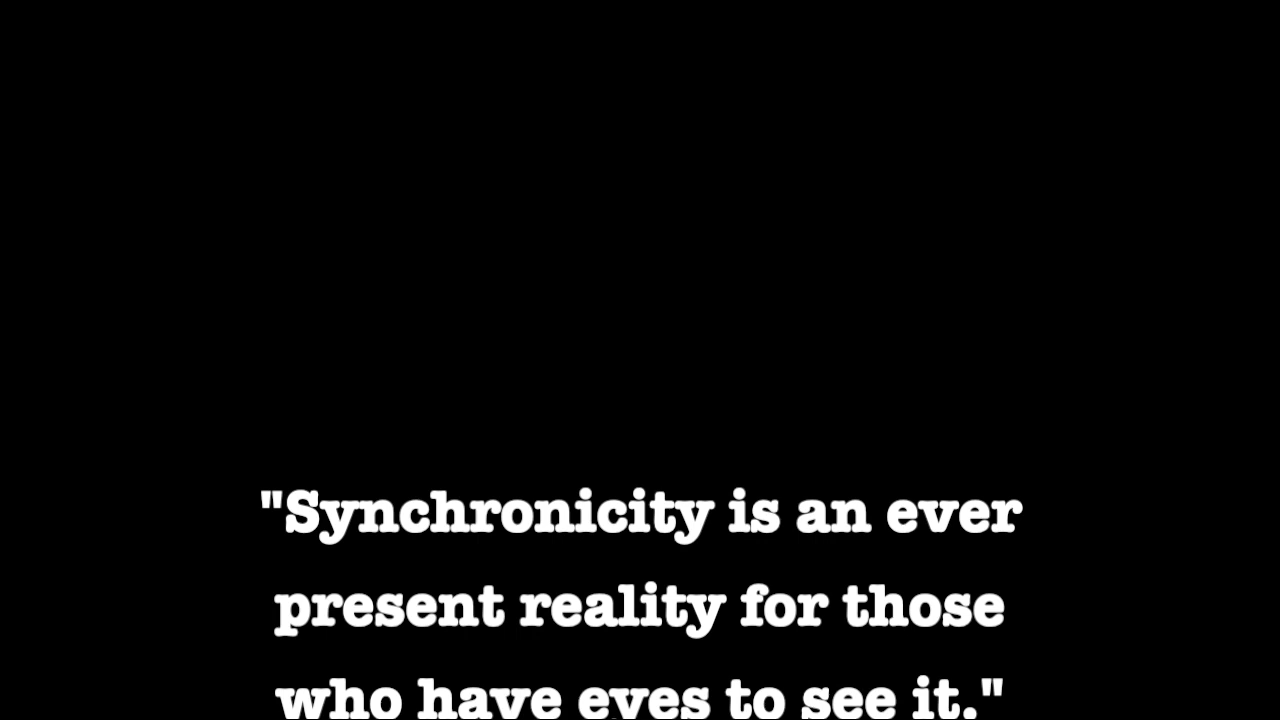 "Synchronicity is an ever
present reality for those
who have eyes to see it."